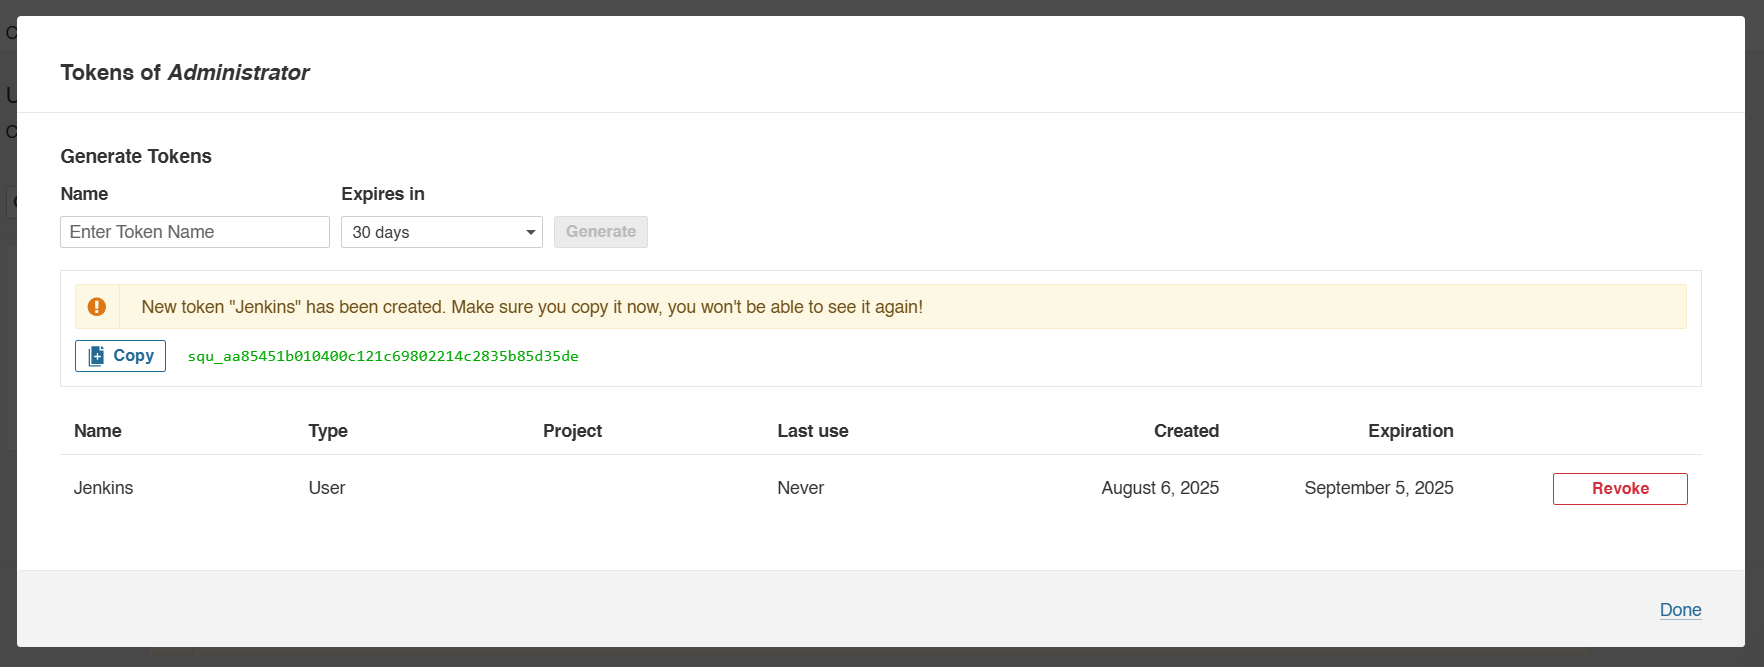 Tokens of Administrator
Generate Tokens
Name Expires in
Enter Token Name 30 days Generate
New token "Jenkins" has been created. Make sure you copy it now, you won't be able to see it again!
Copy squ_aa85451b010400c121c69802214c2835b85d35de
Name Type Project Last use Created Expiration
Jenkins User Never August 6, 2025 September 5, 2025 Revoke
Done